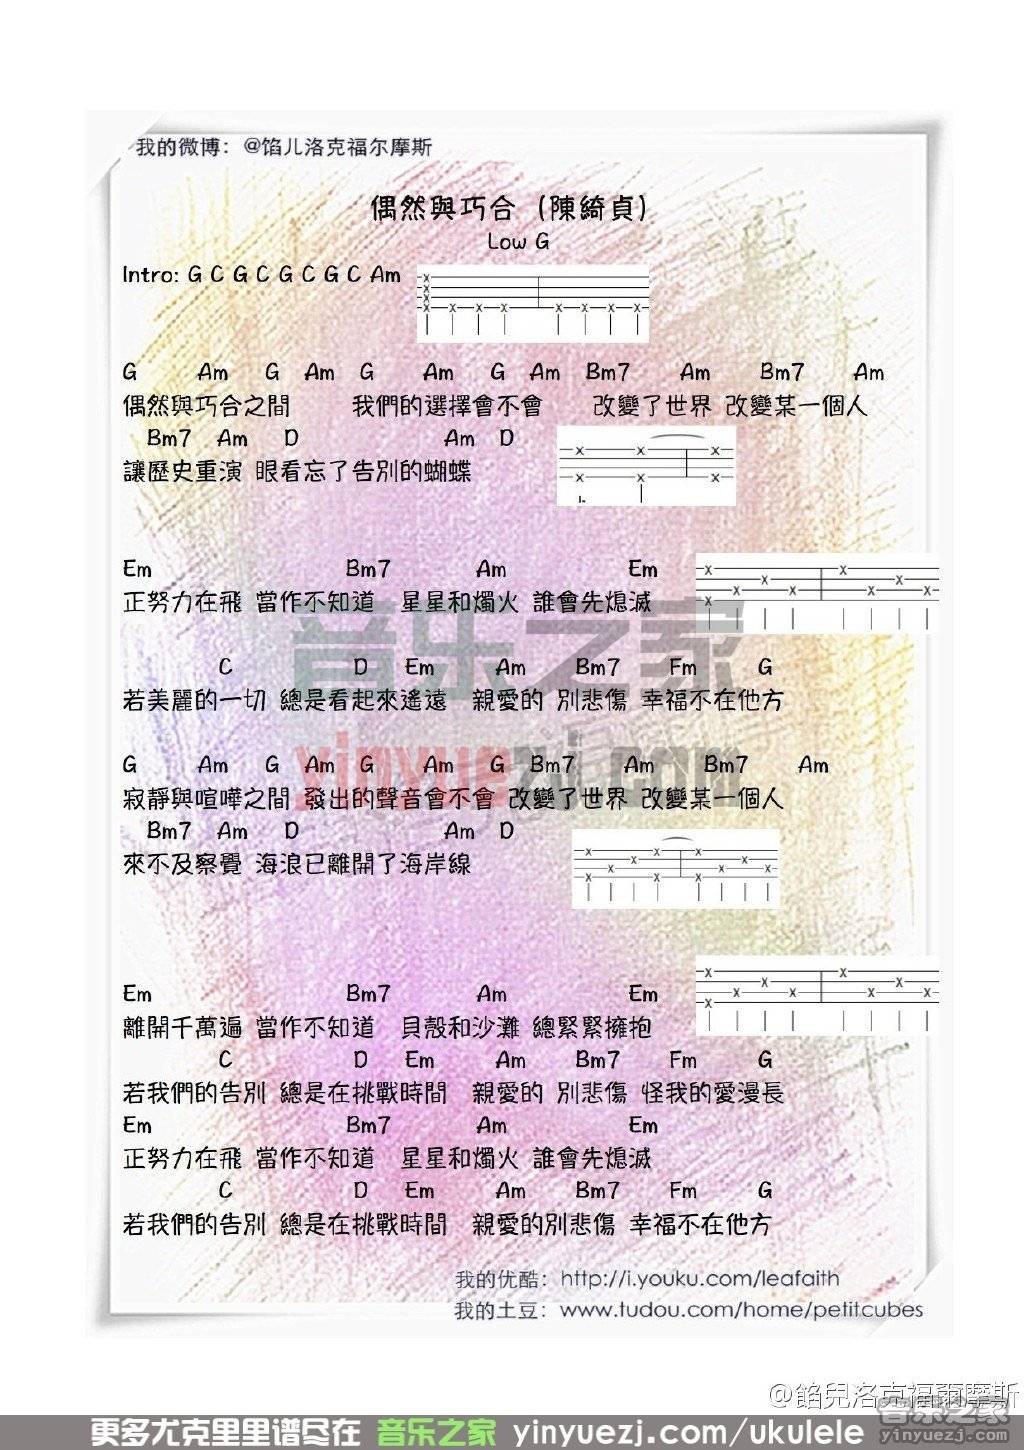 我的微博：@馅儿洛克福尔摩斯
偶然與巧合（陳綺貞）
Low G
Intro: G C G C G C G C Am
G Am G Am G Am G Am Bm7 Am Bm7 Am
偶然與巧合之間 我們的選擇會不會 改變了世界 改變某一個人
Bm7 Am D Am D
讓歷史重演 眼看忘了告別的蝴蝶
Em Bm7 Am Em
正努力在飛 當作不知道 星星和燭火 誰會先熄滅
音乐之家
C D Em Am Bm7 Fm G
若美麗的一切 總是看起來遙遠 親愛的 別悲傷 幸福不在他方
yinyuezj.com
G Am G Am G Am G Bm7 Am Bm7 Am
寂靜與喧嘩之間 發出的聲音會不會 改變了世界 改變某一個人
Bm7 Am D Am D
來不及察覺 海浪已離開了海岸線
Em Bm7 Am Em
離開千萬遍 當作不知道 貝殼和沙灘 總緊緊擁抱
C D Em Am Bm7 Fm G
若我們的告別 總是在挑戰時間 親愛的 別悲傷 怪我的愛漫長
Em Bm7 Am Em
正努力在飛 當作不知道 星星和燭火 誰會先熄滅
C D Em Am Bm7 Fm G
若我們的告別 總是在挑戰時間 親愛的別悲傷 幸福不在他方
我的优酷：http://i.youku.com/leafaith
我的土豆：www.tudou.com/home/petitcubes
@餡兒洛克福爾摩斯
音乐之家
yinyuezj.com
更多尤克里里谱尽在 音乐之家 yinyuezj.com/ukulele